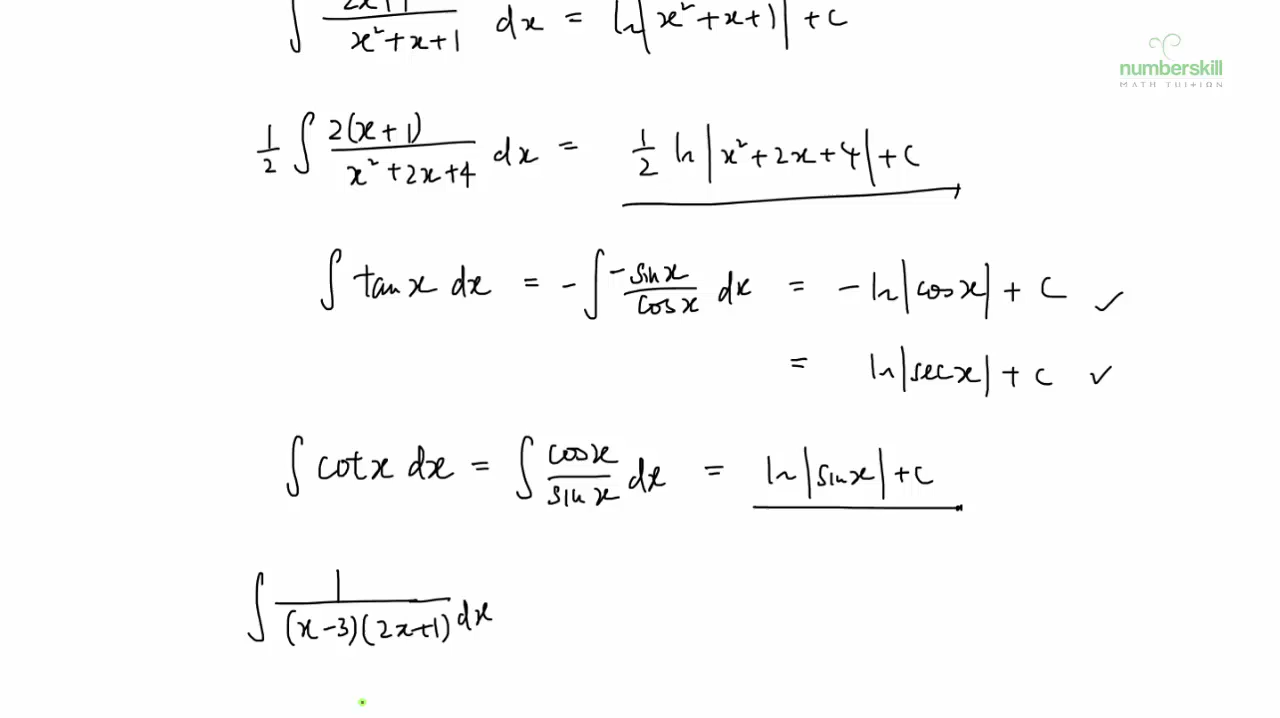 ∫ 2x+1 / x²+x+1 dx = ln|x²+x+1| + C
numberskill
MATH TUITION
1/2 ∫ 2(x+1) / x²+2x+4 dx = 1/2 ln|x²+2x+4| + C
∫ tan x dx = -∫ -sin x / cos x dx = -ln|cos x| + C ✓
= ln|sec x| + C ✓
∫ cot x dx = ∫ cos x / sin x dx = ln|sin x| + C
∫ 1 / (x-3)(2x+1) dx